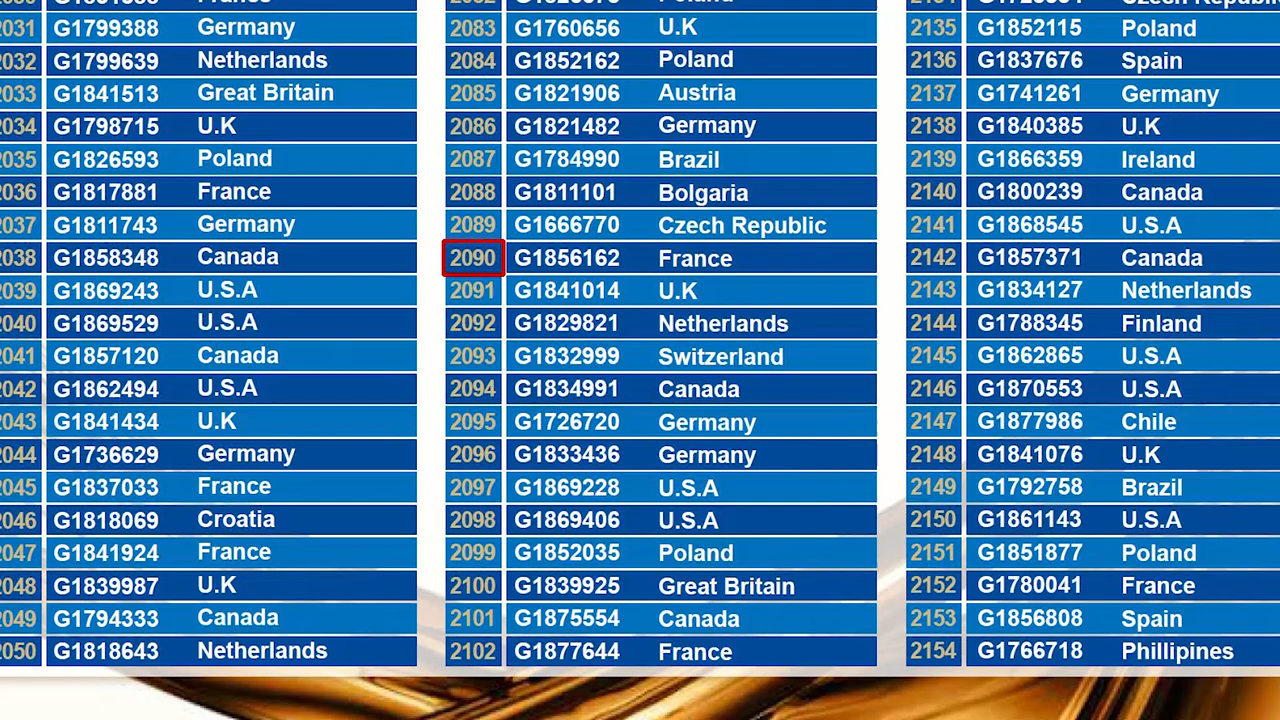 2031 G1799388 Germany
2032 G1799639 Netherlands
2033 G1841513 Great Britain
2034 G1798715 U.K
2035 G1826593 Poland
2036 G1817881 France
2037 G1811743 Germany
2038 G1858348 Canada
2039 G1869243 U.S.A
2040 G1869529 U.S.A
2041 G1857120 Canada
2042 G1862494 U.S.A
2043 G1841434 U.K
2044 G1736629 Germany
2045 G1837033 France
2046 G1818069 Croatia
2047 G1841924 France
2048 G1839987 U.K
2049 G1794333 Canada
2050 G1818643 Netherlands
2083 G1760656 U.K
2084 G1852162 Poland
2085 G1821906 Austria
2086 G1821482 Germany
2087 G1784990 Brazil
2088 G1811101 Bolgaria
2089 G1666770 Czech Republic
2090 G1856162 France
2091 G1841014 U.K
2092 G1829821 Netherlands
2093 G1832999 Switzerland
2094 G1834991 Canada
2095 G1726720 Germany
2096 G1833436 Germany
2097 G1869228 U.S.A
2098 G1869406 U.S.A
2099 G1852035 Poland
2100 G1839925 Great Britain
2101 G1875554 Canada
2102 G1877644 France
2135 G1852115 Poland
2136 G1837676 Spain
2137 G1741261 Germany
2138 G1840385 U.K
2139 G1866359 Ireland
2140 G1800239 Canada
2141 G1868545 U.S.A
2142 G1857371 Canada
2143 G1834127 Netherlands
2144 G1788345 Finland
2145 G1862865 U.S.A
2146 G1870553 U.S.A
2147 G1877986 Chile
2148 G1841076 U.K
2149 G1792758 Brazil
2150 G1861143 U.S.A
2151 G1851877 Poland
2152 G1780041 France
2153 G1856808 Spain
2154 G1766718 Phillipines